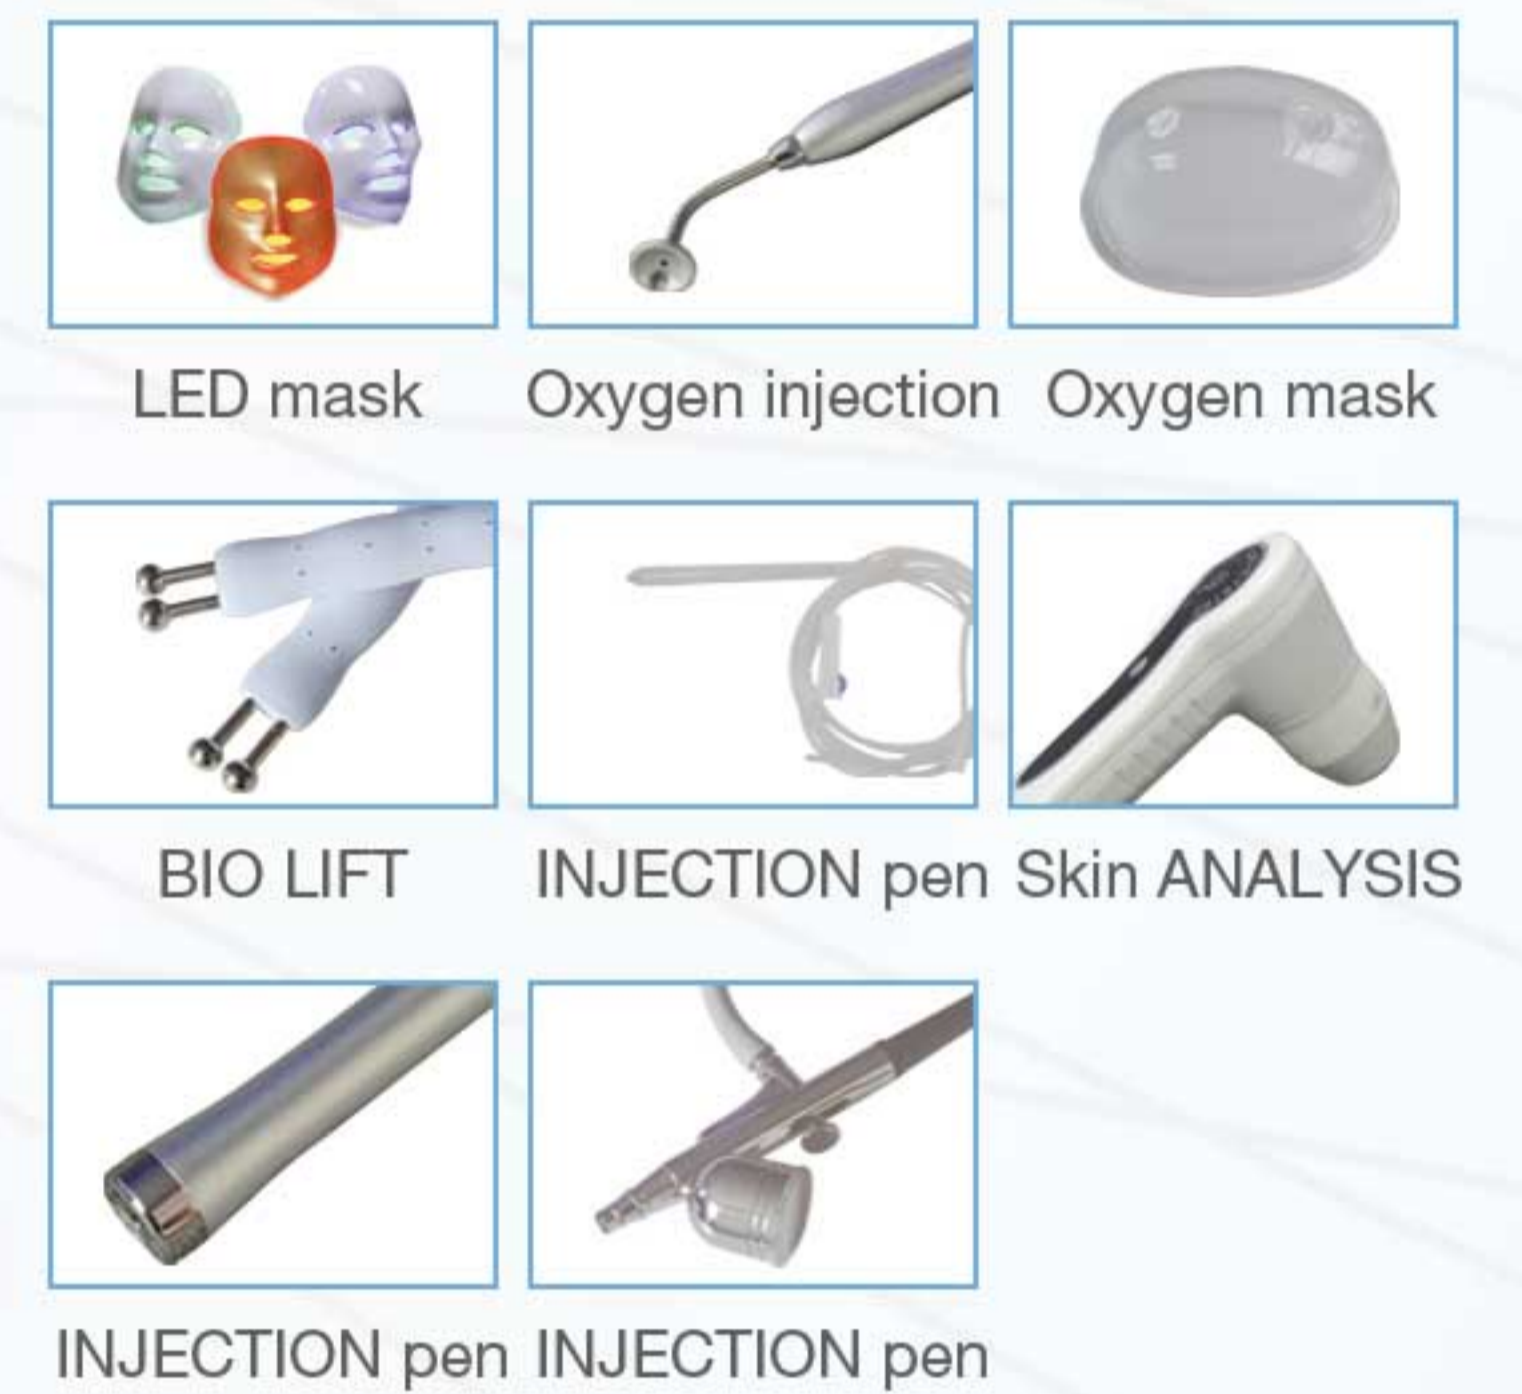 LED mask
Oxygen injection
Oxygen mask
BIO LIFT
INJECTION pen
Skin ANALYSIS
INJECTION pen
INJECTION pen